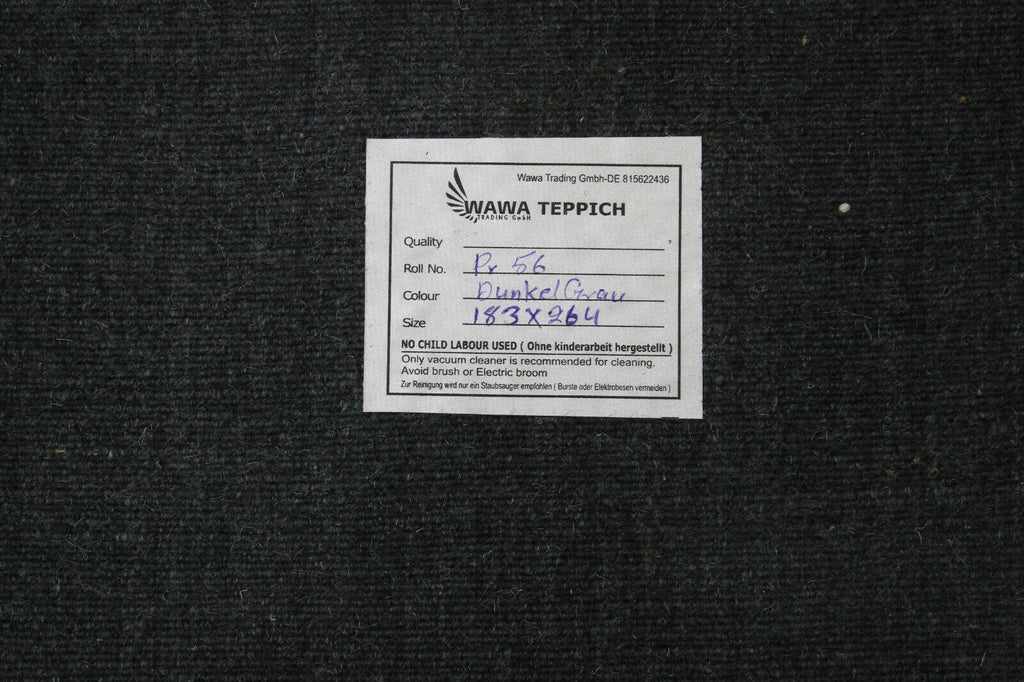 Wawa Trading Gmbh-DE 815622436
WAWA TEPPICH
TRADING GmbH
Quality
Roll No. Pr 56
Colour DunkelGrau
Size 183X264
NO CHILD LABOUR USED ( Ohne kinderarbeit hergestellt )
Only vacuum cleaner is recommended for cleaning.
Avoid brush or Electric broom
Zur Reinigung wird nur ein Staubsauger empfohlen ( Burste oder Elektrobesen vermeiden )